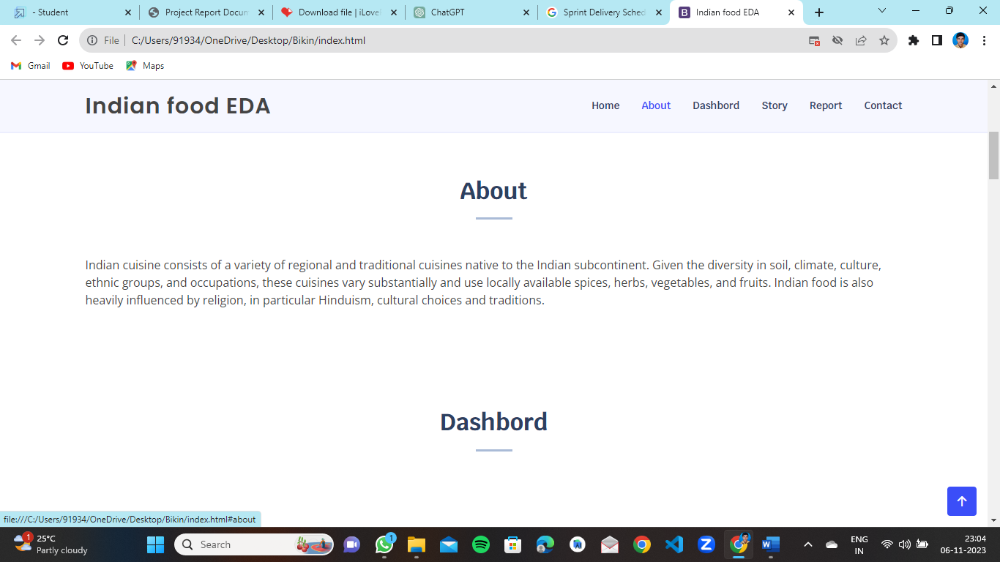 - Student
Project Report Docum
Download file | iLoveI
ChatGPT
Sprint Delivery Sched
Indian food EDA
File
C:/Users/91934/OneDrive/Desktop/Bikin/index.html
Gmail
YouTube
Maps
Indian food EDA
Home
About
Dashbord
Story
Report
Contact
About
Indian cuisine consists of a variety of regional and traditional cuisines native to the Indian subcontinent. Given the diversity in soil, climate, culture,
ethnic groups, and occupations, these cuisines vary substantially and use locally available spices, herbs, vegetables, and fruits. Indian food is also
heavily influenced by religion, in particular Hinduism, cultural choices and traditions.
Dashbord
file:///C:/Users/91934/OneDrive/Desktop/Bikin/index.html#about
1
25°C
Partly cloudy
Search
1
ENG
IN
23:04
06-11-2023